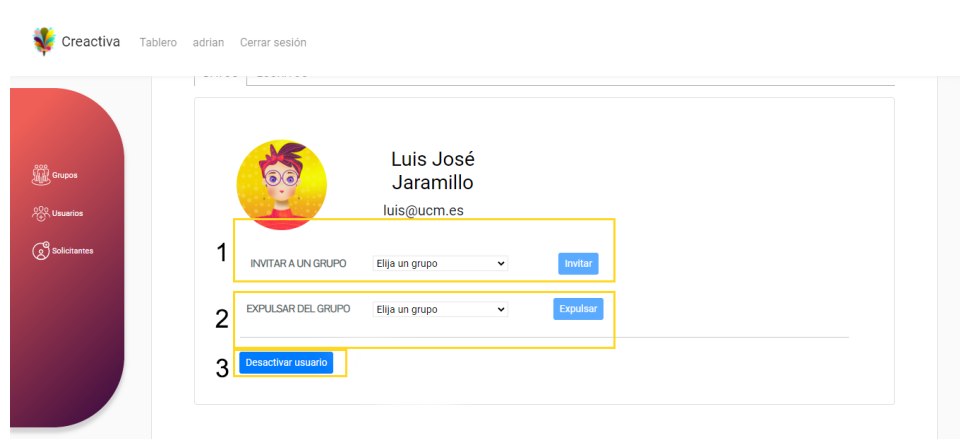 Creactiva Tablero adrian Cerrar sesión
Grupos
Usuarios
Solicitantes
Luis José
Jaramillo
luis@ucm.es
1 INVITAR A UN GRUPO Elija un grupo Invitar
2 EXPULSAR DEL GRUPO Elija un grupo Expulsar
3 Desactivar usuario